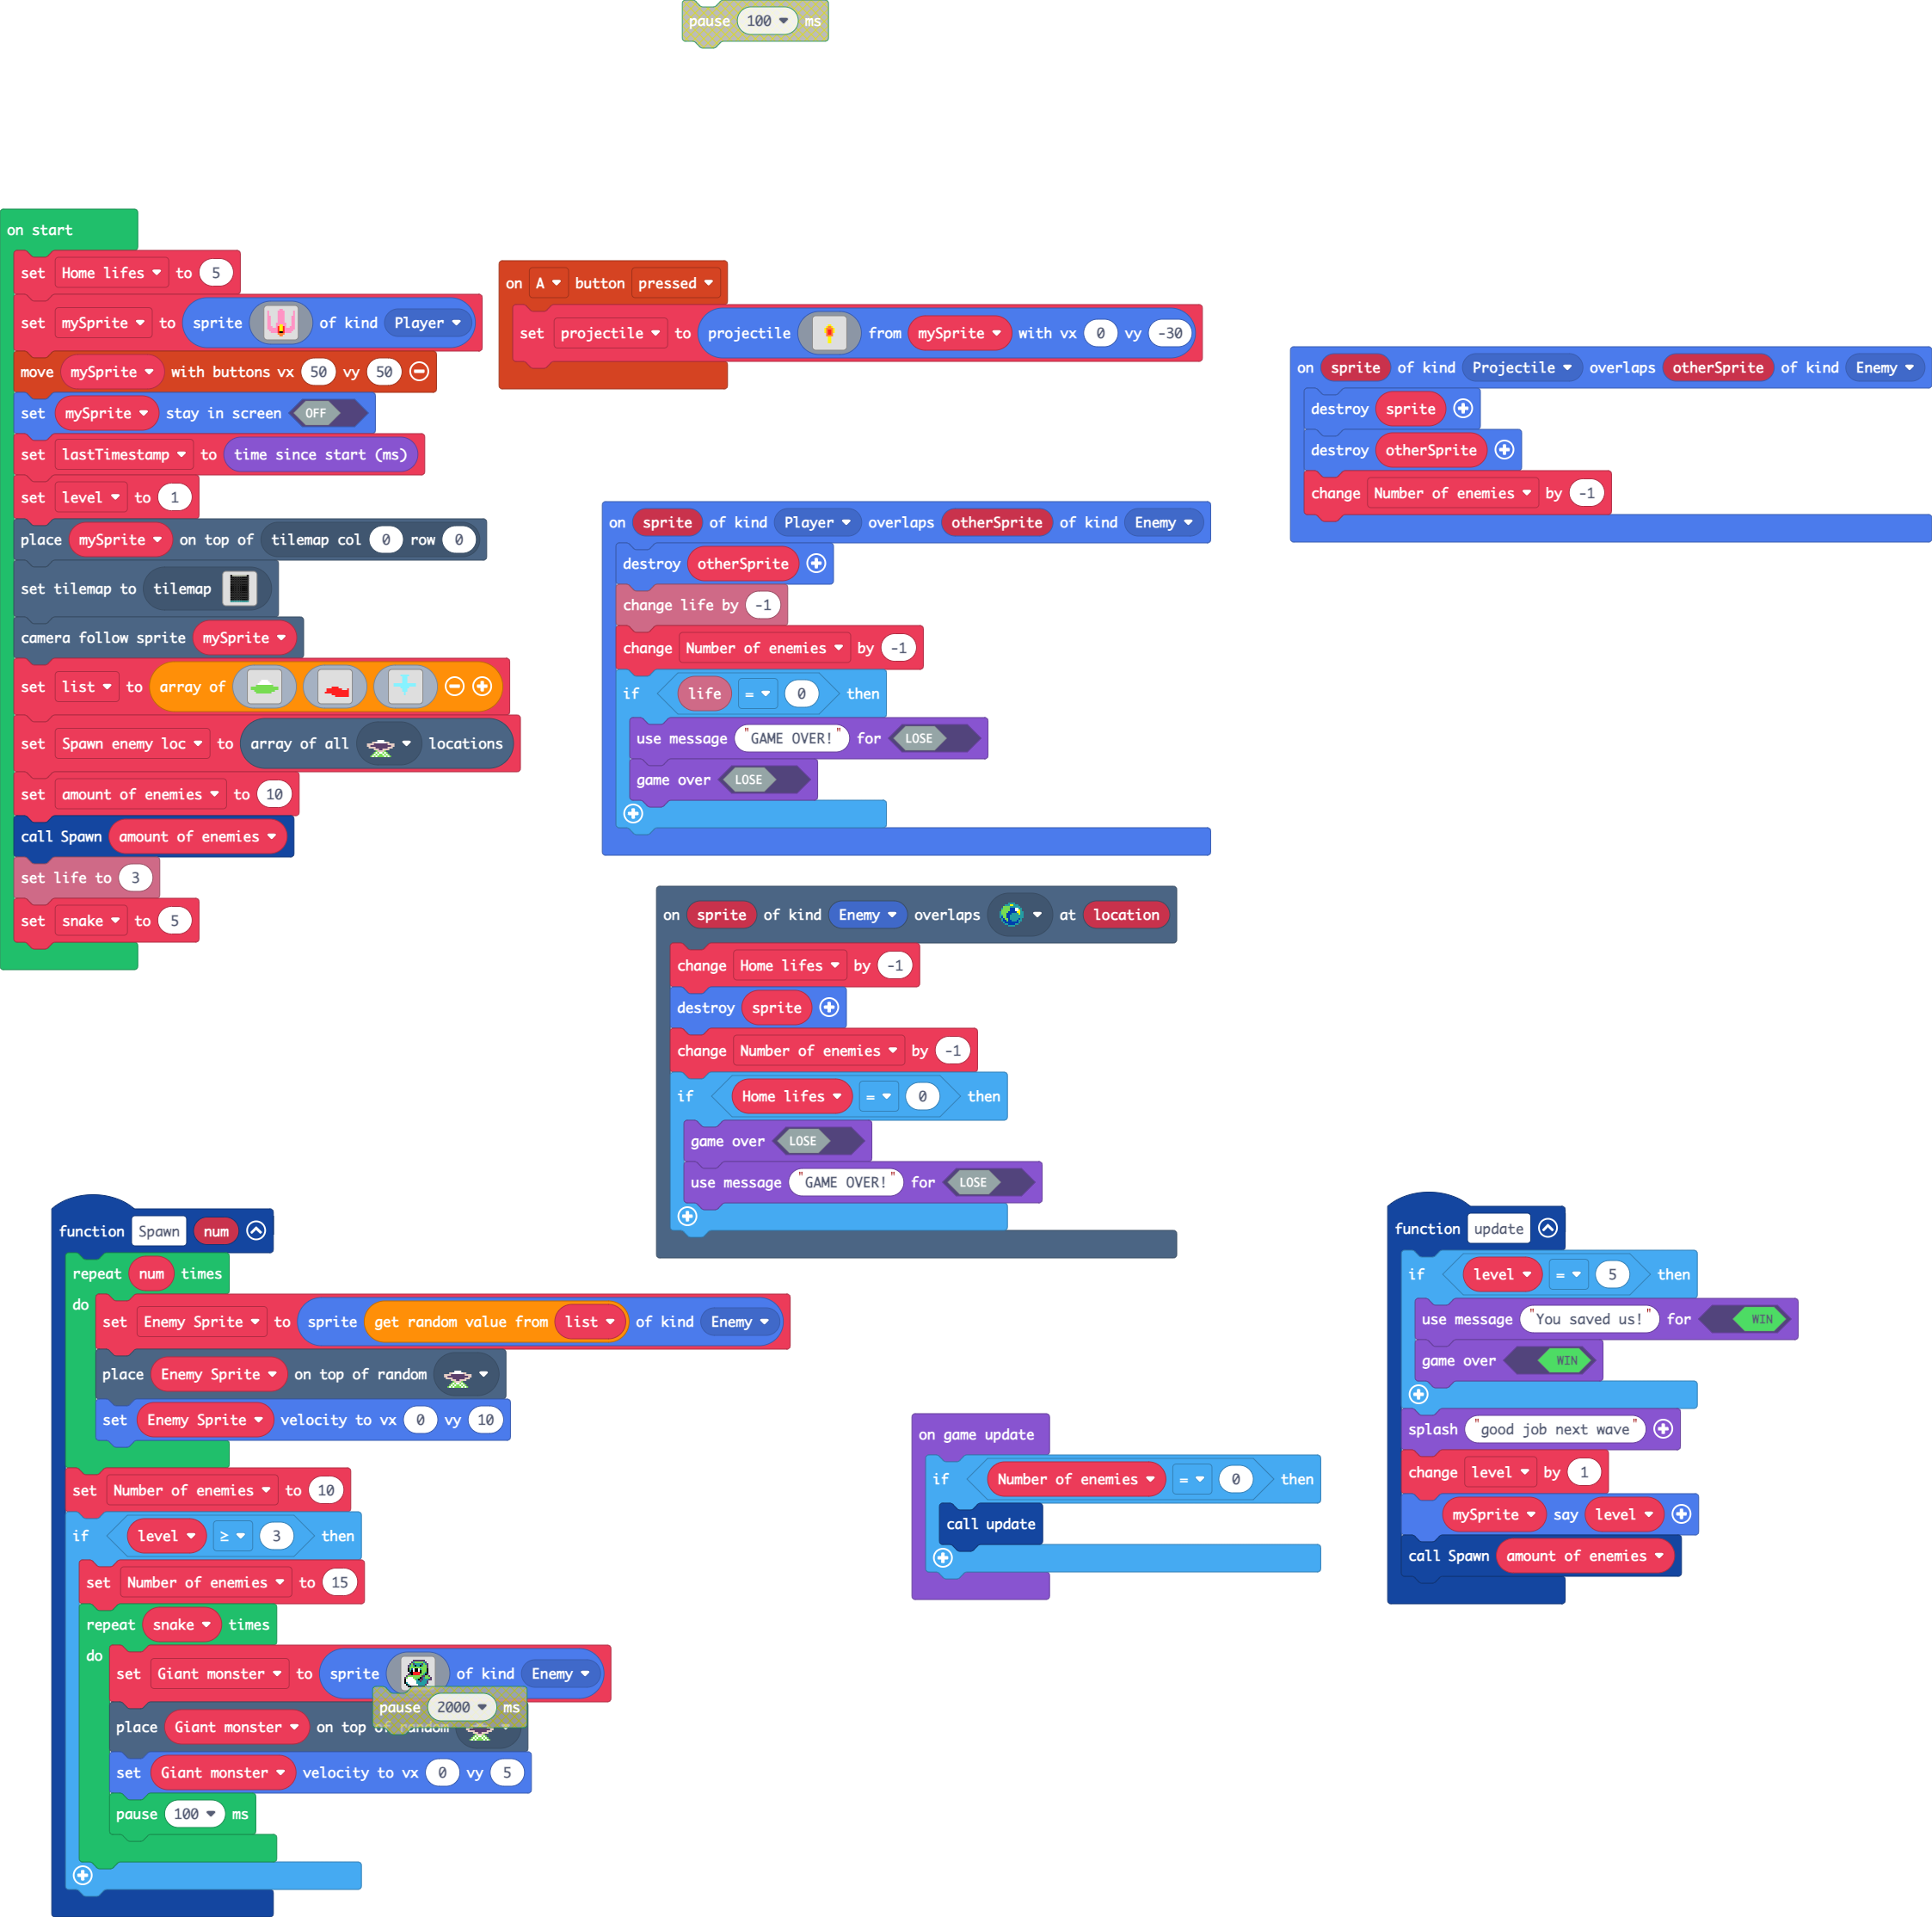 pause 100 ms
on start
set Home lifes to 5
set mySprite to sprite of kind Player
move mySprite with buttons vx 50 vy 50
set mySprite stay in screen OFF
set lastTimestamp to time since start (ms)
set level to 1
place mySprite on top of tilemap col 0 row 0
set tilemap to tilemap
camera follow sprite mySprite
set list to array of
set Spawn enemy loc to array of all locations
set amount of enemies to 10
call Spawn amount of enemies
set life to 3
set snake to 5
on A button pressed
set projectile to projectile from mySprite with vx 0 vy -30
on sprite of kind Projectile overlaps otherSprite of kind Enemy
destroy sprite
destroy otherSprite
change Number of enemies by -1
on sprite of kind Player overlaps otherSprite of kind Enemy
destroy otherSprite
change life by -1
change Number of enemies by -1
if life = 0 then
use message "GAME OVER!" for LOSE
game over LOSE
on sprite of kind Enemy overlaps at location
change Home lifes by -1
destroy sprite
change Number of enemies by -1
if Home lifes = 0 then
game over LOSE
use message "GAME OVER!" for LOSE
function Spawn num
repeat num times
do
set Enemy Sprite to sprite get random value from list of kind Enemy
place Enemy Sprite on top of random
set Enemy Sprite velocity to vx 0 vy 10
set Number of enemies to 10
if level ≥ 3 then
set Number of enemies to 15
repeat snake times
do
set Giant monster to sprite of kind Enemy
pause 2000 ms
place Giant monster on top of random
set Giant monster velocity to vx 0 vy 5
pause 100 ms
on game update
if Number of enemies = 0 then
call update
function update
if level = 5 then
use message "You saved us!" for WIN
game over WIN
splash "good job next wave"
change level by 1
mySprite say level
call Spawn amount of enemies